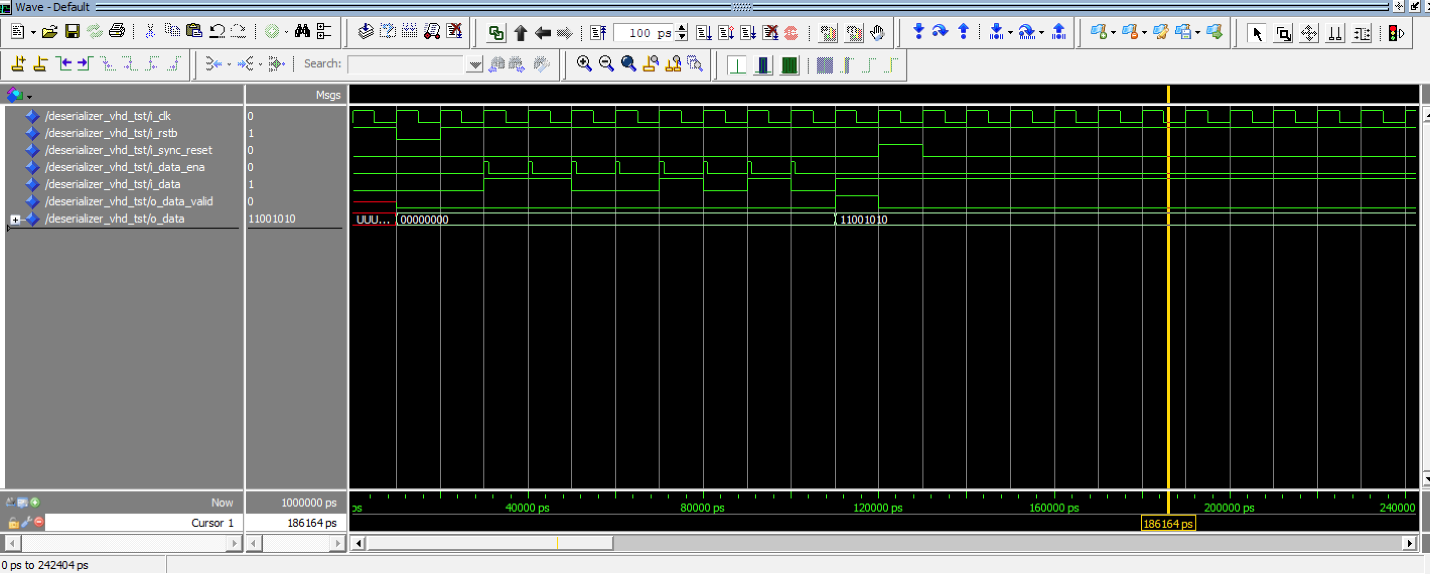 Wave - Default
100 ps
Search:
Msgs
/deserializer_vhd_tst/i_clk 0
/deserializer_vhd_tst/i_rstb 1
/deserializer_vhd_tst/i_sync_reset 0
/deserializer_vhd_tst/i_data_ena 0
/deserializer_vhd_tst/i_data 1
/deserializer_vhd_tst/o_data_valid 0
/deserializer_vhd_tst/o_data 11001010 UUU... 00000000 11001010
Now 1000000 ps
ps 40000 ps 80000 ps 120000 ps 160000 ps 200000 ps 240000
Cursor 1 186164 ps 186164 ps
0 ps to 242404 ps